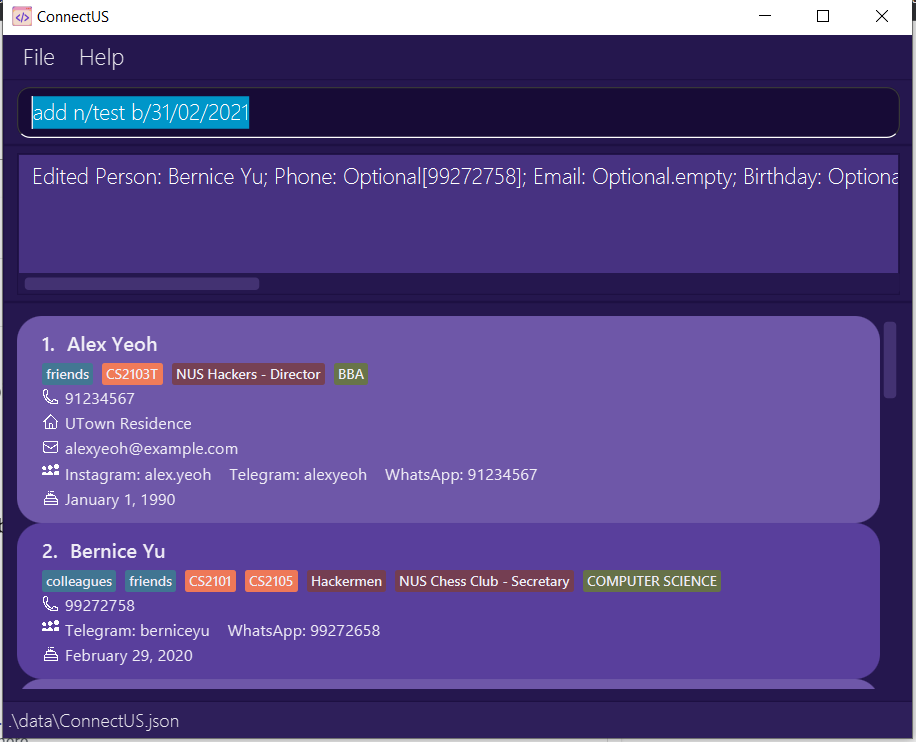 ConnectUS
File Help
add n/test b/31/02/2021
Edited Person: Bernice Yu; Phone: Optional[99272758]; Email: Optional.empty; Birthday: Optiona
1. Alex Yeoh
friends CS2103T NUS Hackers - Director BBA
91234567
UTown Residence
alexyeoh@example.com
Instagram: alex.yeoh Telegram: alexyeoh WhatsApp: 91234567
January 1, 1990
2. Bernice Yu
colleagues friends CS2101 CS2105 Hackermen NUS Chess Club - Secretary COMPUTER SCIENCE
99272758
Telegram: berniceyu WhatsApp: 99272658
February 29, 2020
.\data\ConnectUS.json